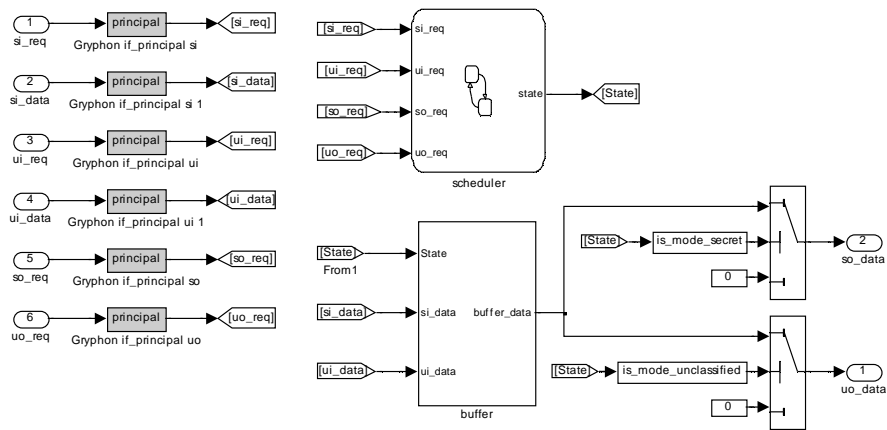 1
si_req
principal
Gryphon if_principal si
[si_req]
2
si_data
principal
Gryphon if_principal si 1
[si_data]
3
ui_req
principal
Gryphon if_principal ui
[ui_req]
4
ui_data
principal
Gryphon if_principal ui 1
[ui_data]
5
so_req
principal
Gryphon if_principal so
[so_req]
6
uo_req
principal
Gryphon if_principal uo
[uo_req]
[si_req]
[ui_req]
[so_req]
[uo_req]
si_req
ui_req
so_req
uo_req
state
scheduler
[State]
[State]
From1
[si_data]
[ui_data]
State
si_data
ui_data
buffer_data
buffer
[State]
is_mode_secret
0
2
so_data
[State]
is_mode_unclassified
0
1
uo_data